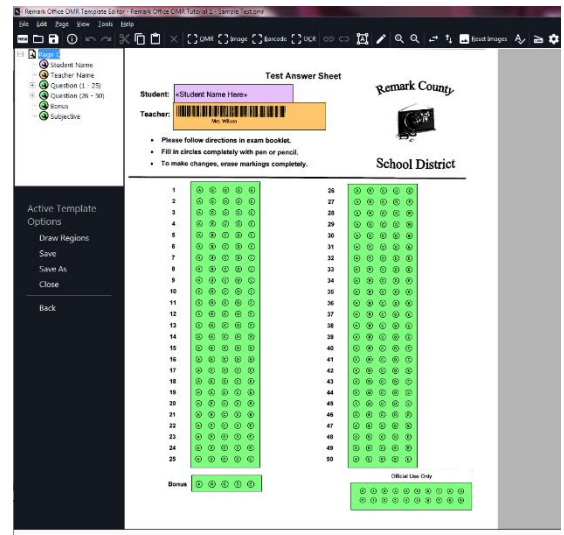 Remark Office OMR Template Editor - Remark Office OMR Tutorial 1 - Sample Test.omr
File Edit Page View Tools Help
NEW OMR Image Barcode OCR Reset Images
Page 1
Student Name
Teacher Name
Question (1 - 25)
Question (26 - 50)
Bonus
Subjective
Active Template
Options
Draw Regions
Save
Save As
Close
Back
Test Answer Sheet
Student: «Student Name Here»
Teacher:
Mrs. Wilson
• Please follow directions in exam booklet.
• Fill in circles completely with pen or pencil.
• To make changes, erase markings completely.
Remark County
School District
1
2
3
4
5
6
7
8
9
10
11
12
13
14
15
16
17
18
19
20
21
22
23
24
25
Bonus
26
27
28
29
30
31
32
33
34
35
36
37
38
39
40
41
42
43
44
45
46
47
48
49
50
Official Use Only